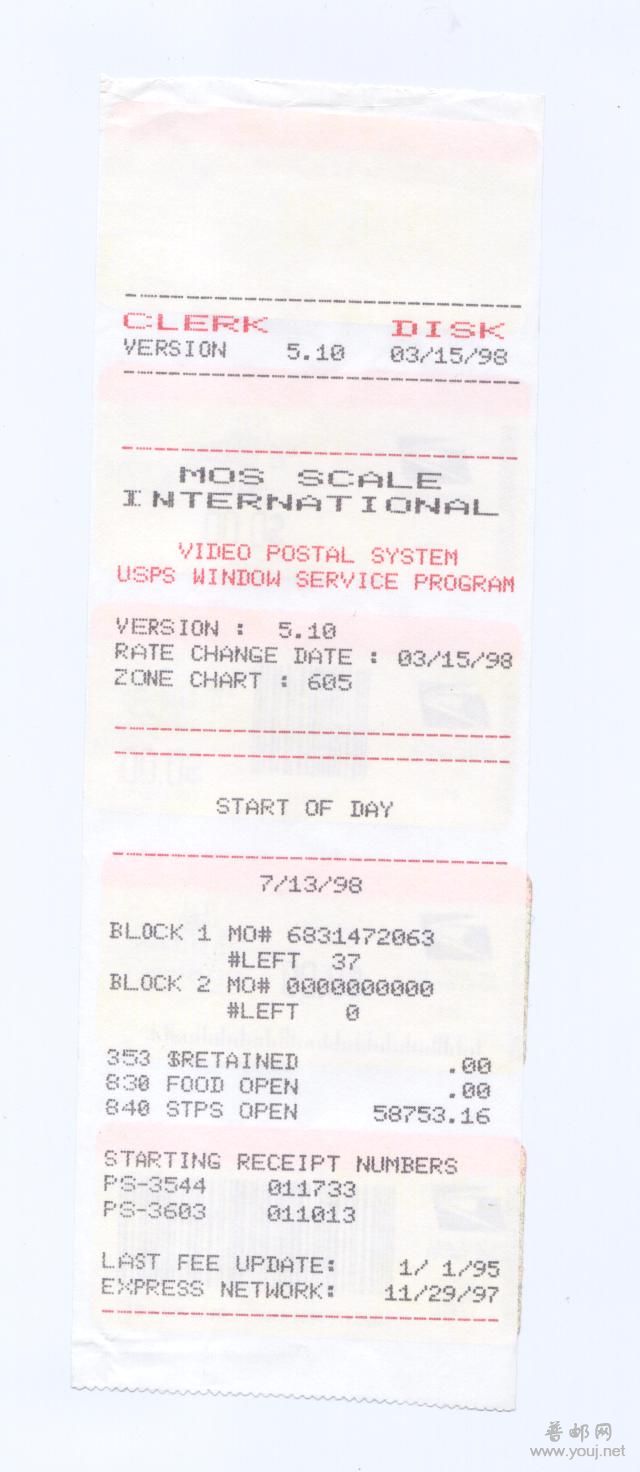 CLERK DISK
VERSION 5.10 03/15/98
MOS SCALE
INTERNATIONAL
VIDEO POSTAL SYSTEM
USPS WINDOW SERVICE PROGRAM
VERSION : 5.10
RATE CHANGE DATE : 03/15/98
ZONE CHART : 605
START OF DAY
7/13/98
BLOCK 1 MO# 6831472063
#LEFT 37
BLOCK 2 MO# 0000000000
#LEFT 0
353 $RETAINED .00
830 FOOD OPEN .00
840 STPS OPEN 58753.16
STARTING RECEIPT NUMBERS
PS-3544 011733
PS-3603 011013
LAST FEE UPDATE: 1/ 1/95
EXPRESS NETWORK: 11/29/97
普邮网
www.youj.net